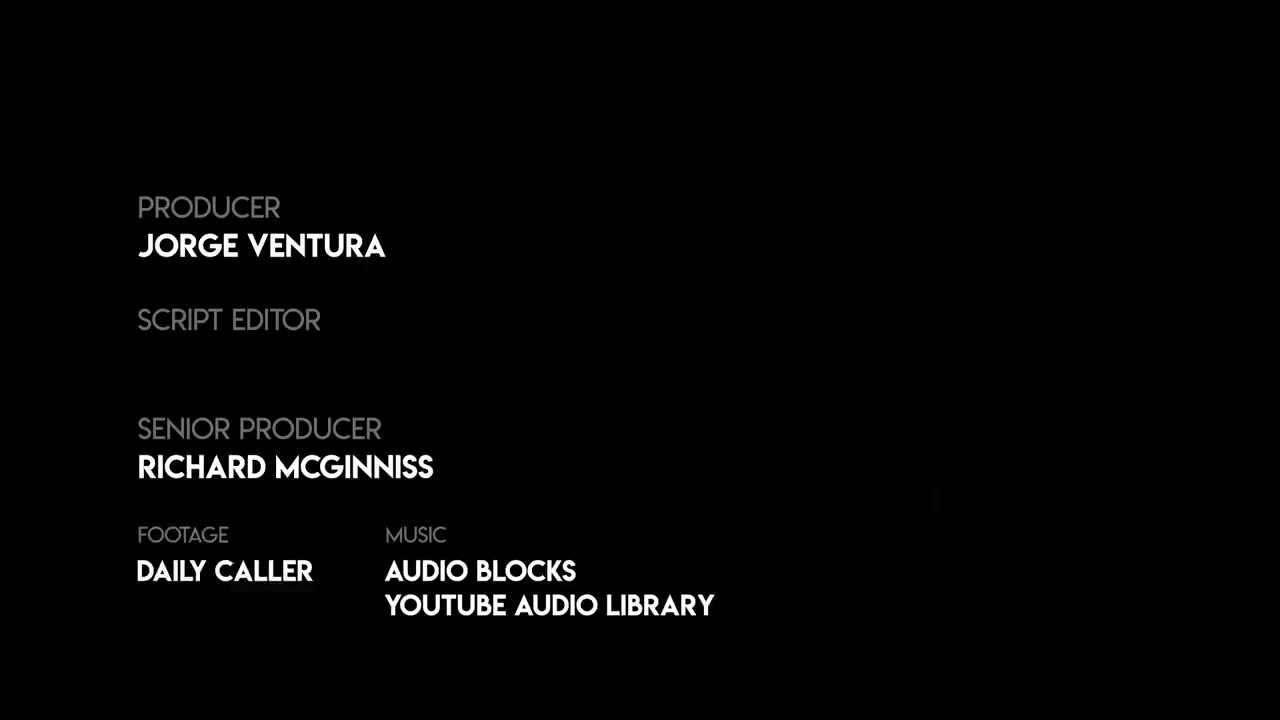 PRODUCER
JORGE VENTURA
SCRIPT EDITOR
SENIOR PRODUCER
RICHARD MCGINNISS
FOOTAGE
DAILY CALLER
MUSIC
AUDIO BLOCKS
YOUTUBE AUDIO LIBRARY